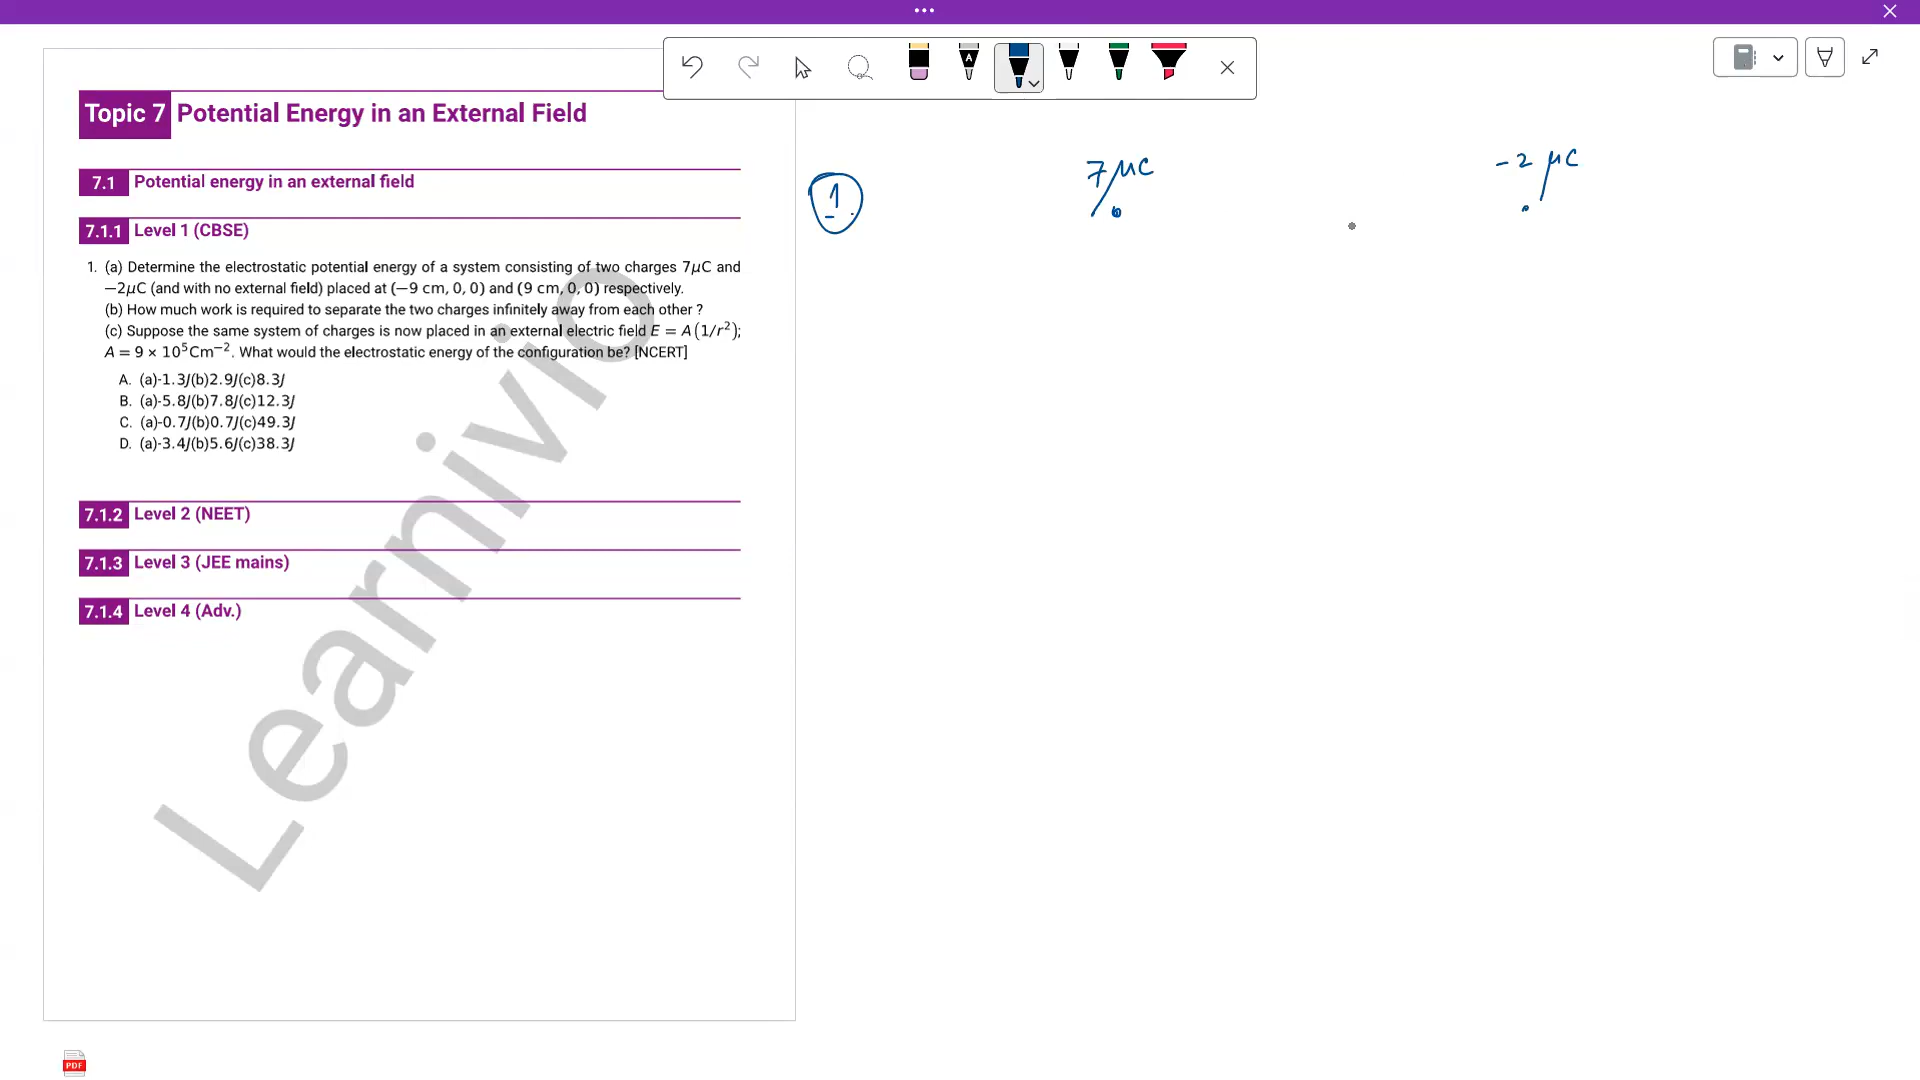 Topic 7 Potential Energy in an External Field
7.1 Potential energy in an external field
7.1.1 Level 1 (CBSE)
1. (a) Determine the electrostatic potential energy of a system consisting of two charges 7μC and
−2μC (and with no external field) placed at (−9 cm, 0, 0) and (9 cm, 0, 0) respectively.
(b) How much work is required to separate the two charges infinitely away from each other ?
(c) Suppose the same system of charges is now placed in an external electric field E = A (1/r²);
A = 9 × 10⁵Cm⁻². What would the electrostatic energy of the configuration be? [NCERT]
A. (a)-1.3J(b)2.9J(c)8.3J
B. (a)-5.8J(b)7.8J(c)12.3J
C. (a)-0.7J(b)0.7J(c)49.3J
D. (a)-3.4J(b)5.6J(c)38.3J
7.1.2 Level 2 (NEET)
7.1.3 Level 3 (JEE mains)
7.1.4 Level 4 (Adv.)
Learnivio
PDF
A
1
7 μC
-2 μC